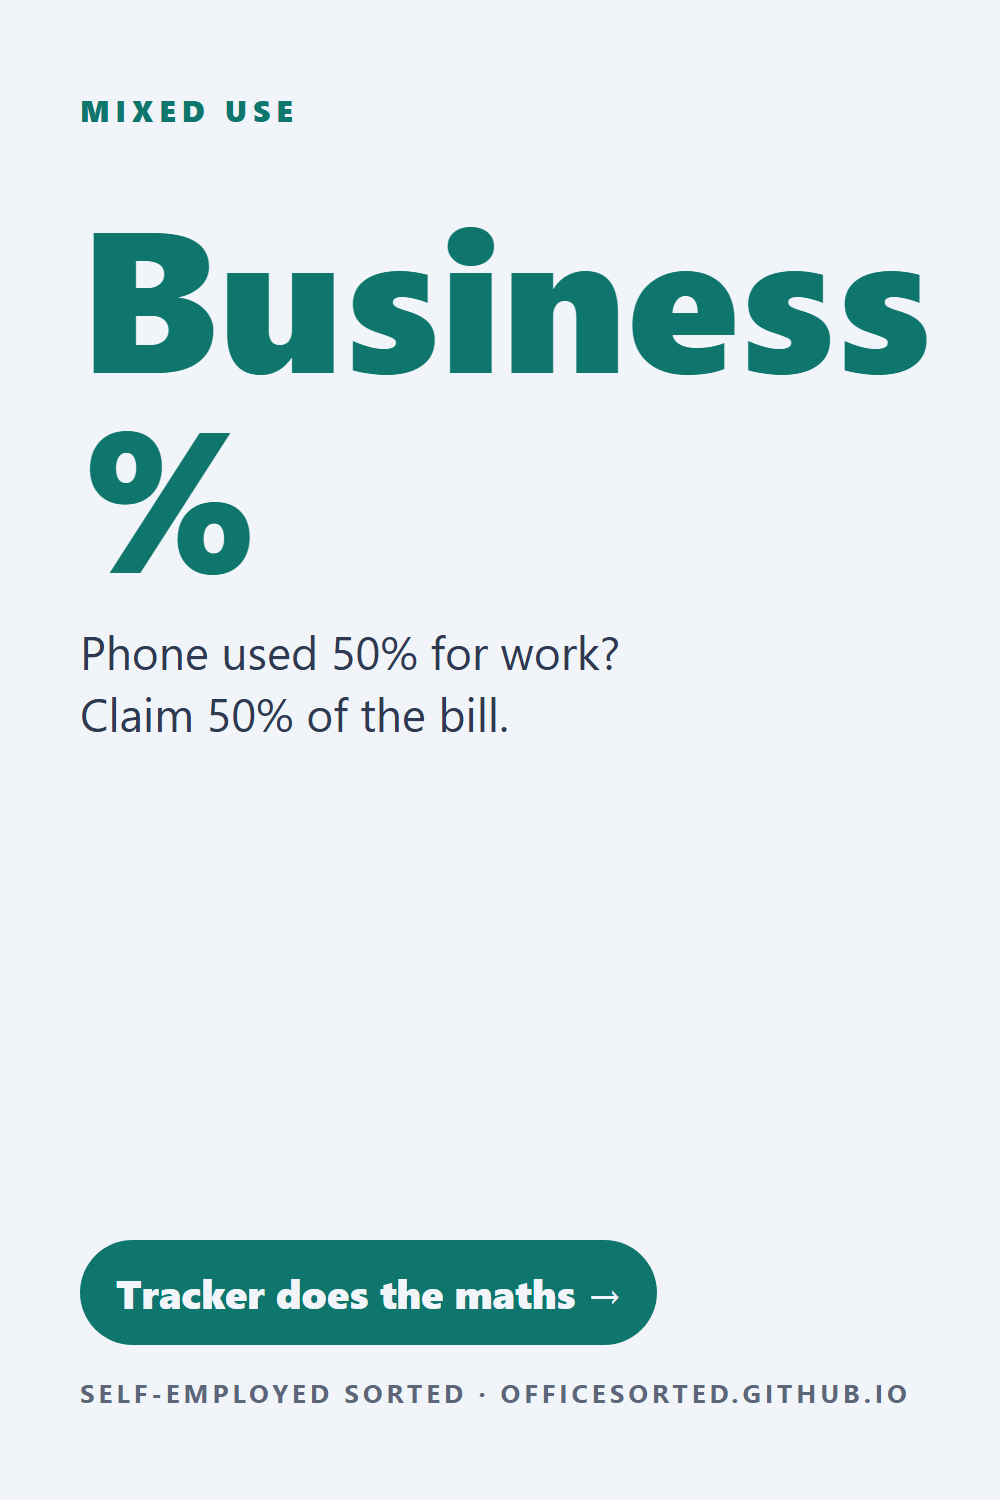 MIXED USE
Business
%
Phone used 50% for work?
Claim 50% of the bill.
Tracker does the maths →
SELF-EMPLOYED SORTED · OFFICESORTED.GITHUB.IO